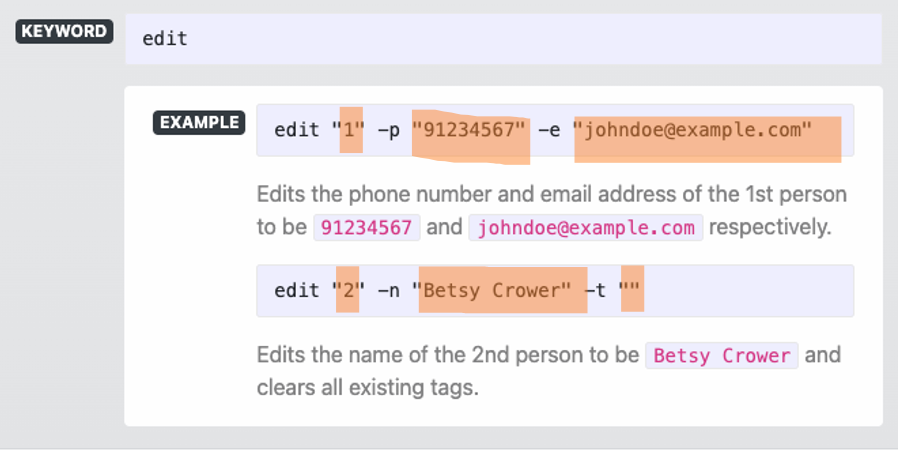 KEYWORD edit
EXAMPLE edit "1" -p "91234567" -e "johndoe@example.com"
Edits the phone number and email address of the 1st person
to be 91234567 and johndoe@example.com respectively.
edit "2" -n "Betsy Crower" -t ""
Edits the name of the 2nd person to be Betsy Crower and
clears all existing tags.